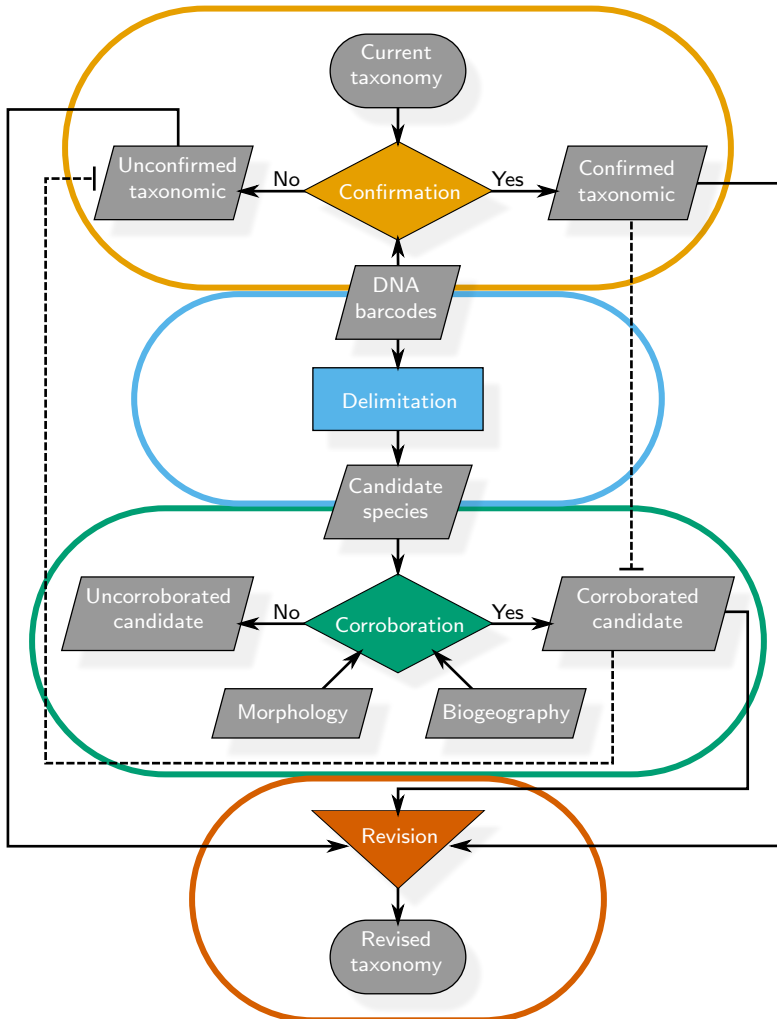 Current
taxonomy
Unconfirmed
taxonomic
No
Confirmation
Yes
Confirmed
taxonomic
DNA
barcodes
Delimitation
Candidate
species
Uncorroborated
candidate
No
Corroboration
Yes
Corroborated
candidate
Morphology
Biogeography
Revision
Revised
taxonomy